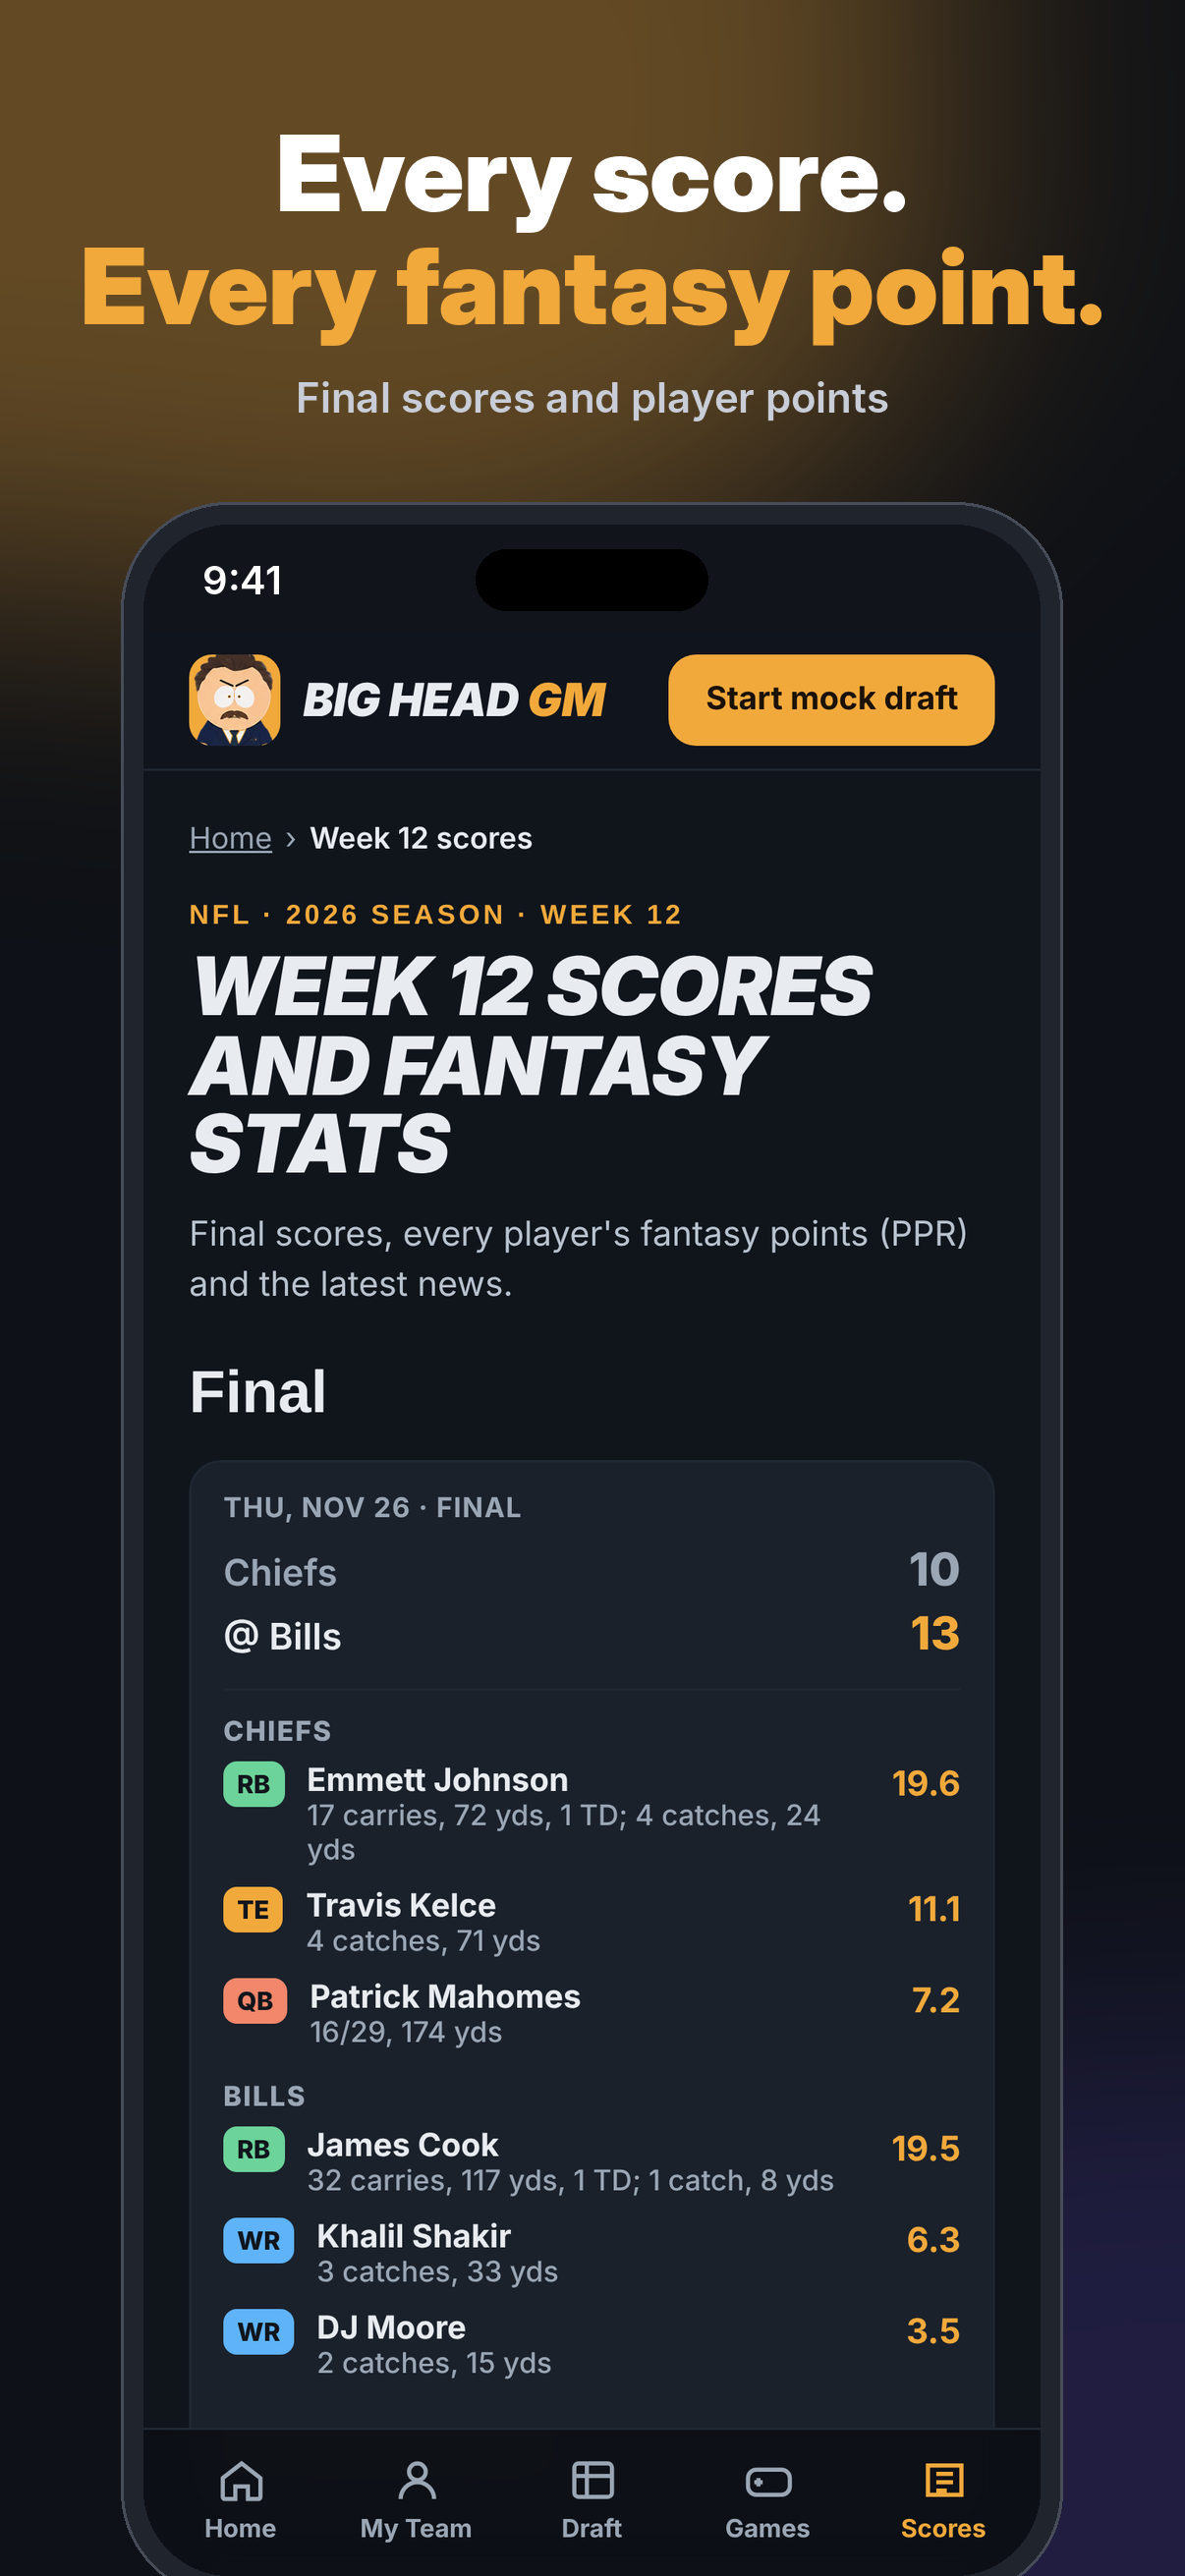 Every score.
Every fantasy point.
Final scores and player points
9:41
BIG HEAD GM
Start mock draft
Home › Week 12 scores
NFL · 2026 SEASON · WEEK 12
WEEK 12 SCORES
AND FANTASY
STATS
Final scores, every player's fantasy points (PPR)
and the latest news.
Final
THU, NOV 26 · FINAL
Chiefs 10
@ Bills 13
CHIEFS
RB Emmett Johnson 19.6
17 carries, 72 yds, 1 TD; 4 catches, 24
yds
TE Travis Kelce 11.1
4 catches, 71 yds
QB Patrick Mahomes 7.2
16/29, 174 yds
BILLS
RB James Cook 19.5
32 carries, 117 yds, 1 TD; 1 catch, 8 yds
WR Khalil Shakir 6.3
3 catches, 33 yds
WR DJ Moore 3.5
2 catches, 15 yds
Home My Team Draft Games Scores